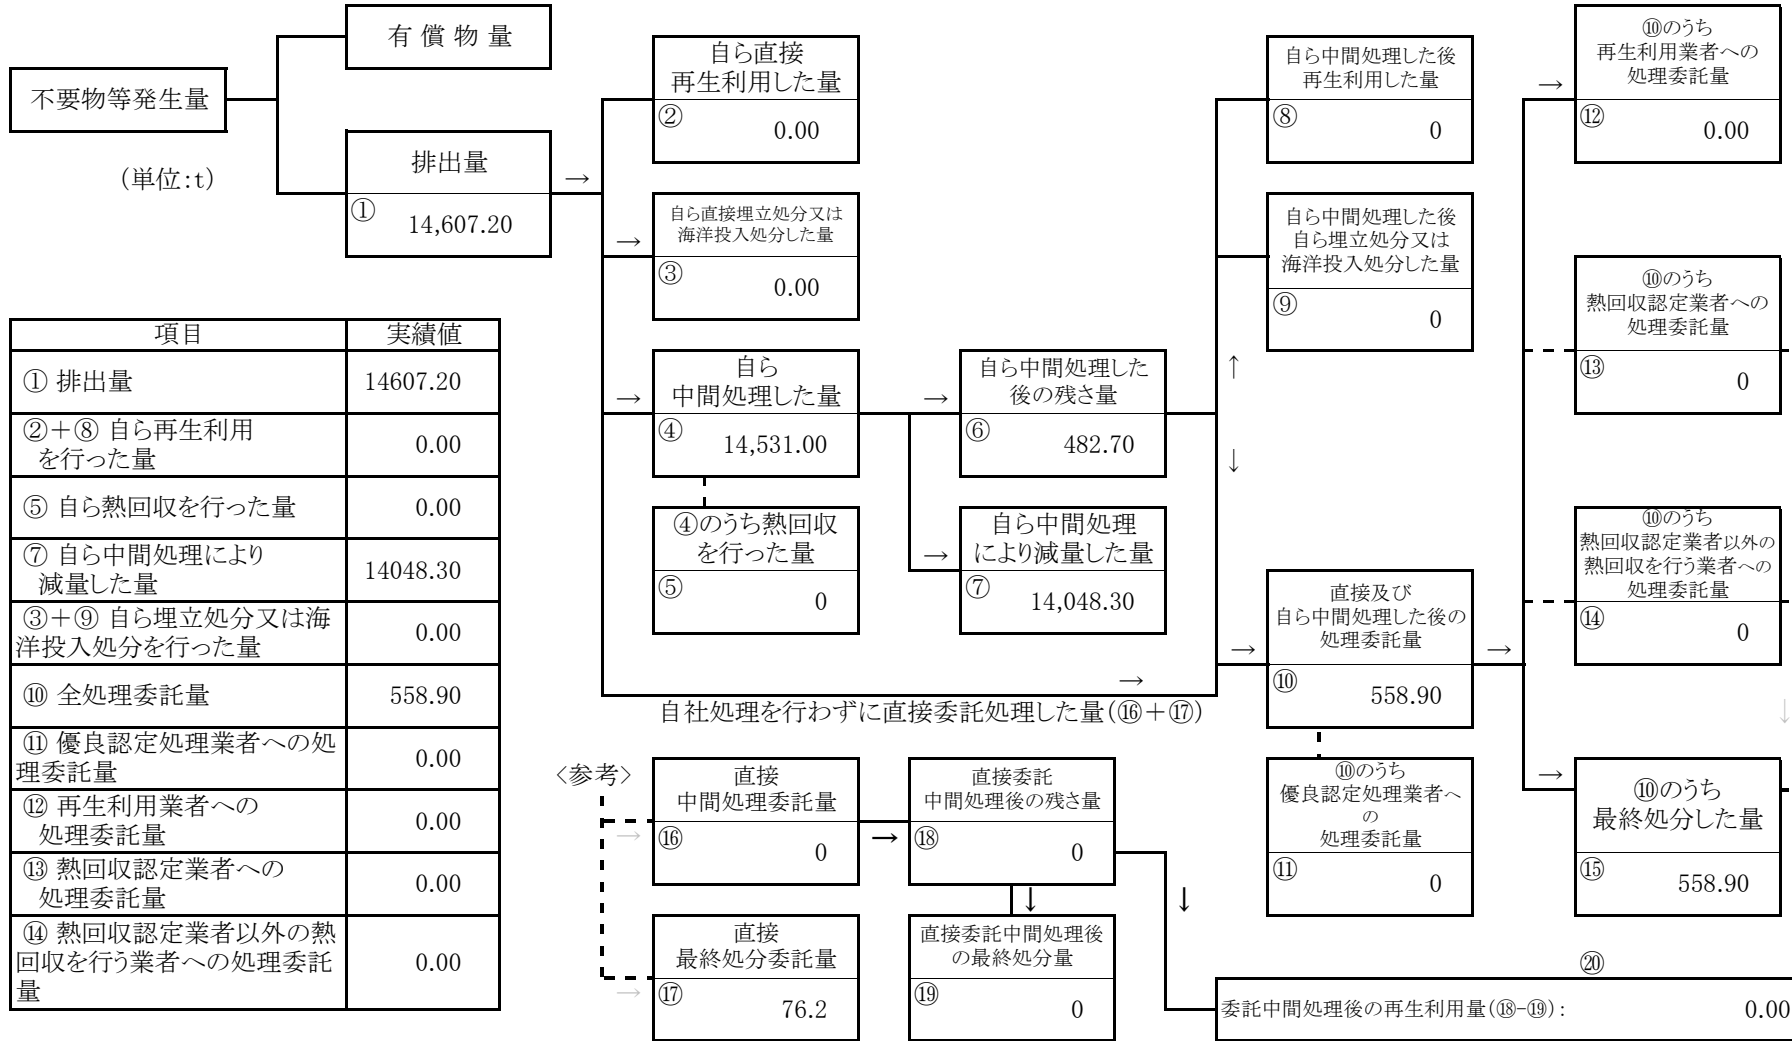 有 償 物 量
不要物等発生量
(単位:t)
排出量
① 14,607.20
→
自ら直接
再生利用した量
② 0.00
→
自ら直接埋立処分又は
海洋投入処分した量
③ 0.00
→
自ら
中間処理した量
④ 14,531.00
④のうち熱回収
を行った量
⑤ 0
→
自ら中間処理した
後の残さ量
⑥ 482.70
→
自ら中間処理
により減量した量
⑦ 14,048.30
↑
↓
自ら中間処理した後
再生利用した量
⑧ 0
自ら中間処理した後
自ら埋立処分又は
海洋投入処分した量
⑨ 0
→
直接及び
自ら中間処理した後の
処理委託量
⑩ 558.90
→
⑩のうち
優良認定処理業者へ
の
処理委託量
⑪ 0
→
⑩のうち
再生利用業者への
処理委託量
⑫ 0.00
⑩のうち
熱回収認定業者への
処理委託量
⑬ 0
⑩のうち
熱回収認定業者以外の
熱回収を行う業者への
処理委託量
⑭ 0
↓
→
⑩のうち
最終処分した量
⑮ 558.90
→
自社処理を行わずに直接委託処理した量(⑯+⑰)
〈参考〉
→
直接
中間処理委託量
⑯ 0
→
直接委託
中間処理後の残さ量
⑱ 0
↓
↓
→
直接
最終処分委託量
⑰ 76.2
直接委託中間処理後
の最終処分量
⑲ 0
⑳
委託中間処理後の再生利用量(⑱-⑲): 0.00
項目 実績値
① 排出量 14607.20
②+⑧ 自ら再生利用
を行った量 0.00
⑤ 自ら熱回収を行った量 0.00
⑦ 自ら中間処理により
減量した量 14048.30
③+⑨ 自ら埋立処分又は海
洋投入処分を行った量 0.00
⑩ 全処理委託量 558.90
⑪ 優良認定処理業者への処
理委託量 0.00
⑫ 再生利用業者への
処理委託量 0.00
⑬ 熱回収認定業者への
処理委託量 0.00
⑭ 熱回収認定業者以外の熱
回収を行う業者への処理委託
量 0.00